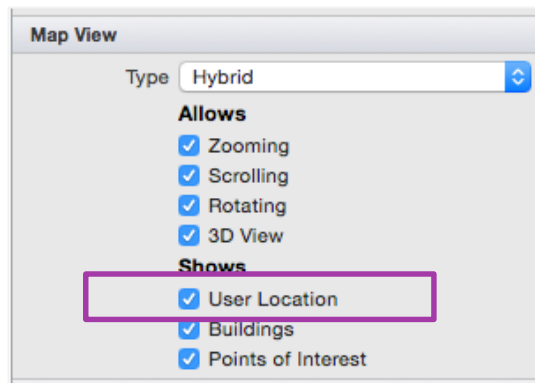 Map View
Type Hybrid
Allows
Zooming
Scrolling
Rotating
3D View
Shows
User Location
Buildings
Points of Interest